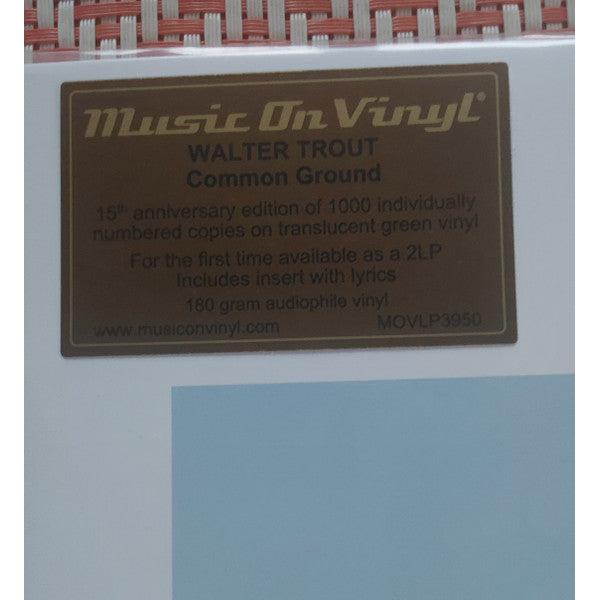 Music On Vinyl®
WALTER TROUT
Common Ground
15th anniversary edition of 1000 individually
numbered copies on translucent green vinyl
For the first time available as a 2LP
Includes insert with lyrics
180 gram audiophile vinyl
www.musiconvinyl.com MOVLP3950